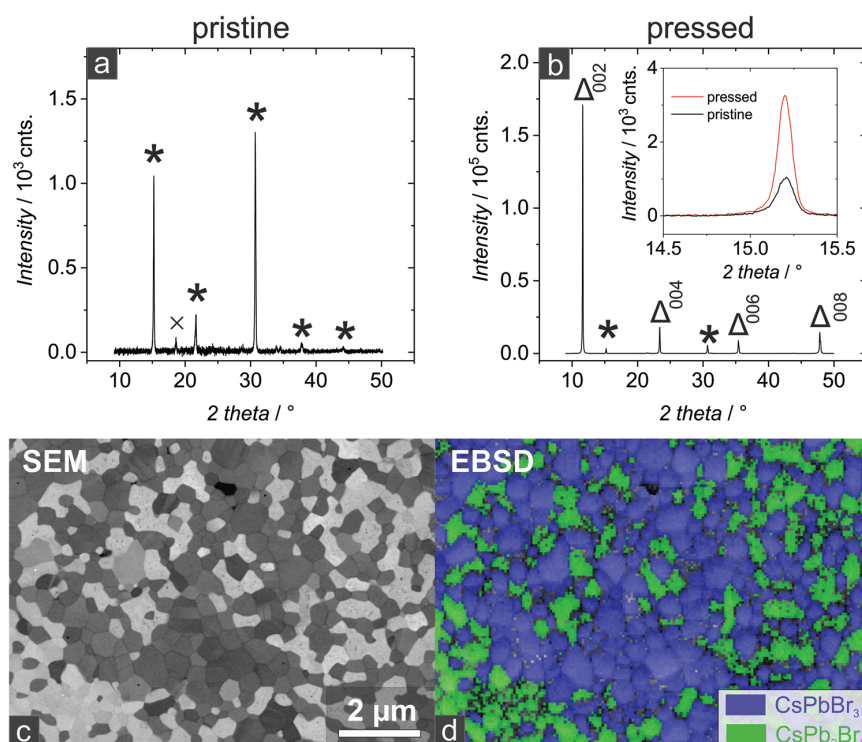 pristine
a
Intensity / 10³ cnts.
1.5
1.0
0.5
0.0
*
×
*
*
*
*
10 20 30 40 50
2 theta / °
pressed
b
Intensity / 10⁵ cnts.
2.0
1.5
1.0
0.5
0.0
Δ002
*
Δ004
*
Δ006
Δ008
10 20 30 40 50
2 theta / °
Intensity / 10³ cnts.
4
2
0
pressed
pristine
14.5 15.0 15.5
2 theta / °
SEM
c
2 µm
EBSD
d
CsPbBr₃